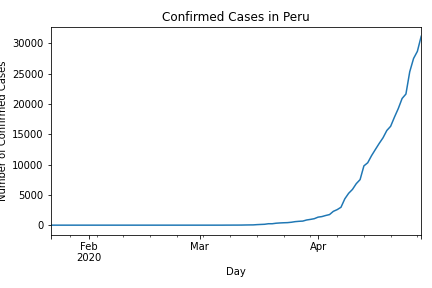 Confirmed Cases in Peru
Number of Confirmed Cases
30000
25000
20000
15000
10000
5000
0
Feb
2020
Mar
Apr
Day